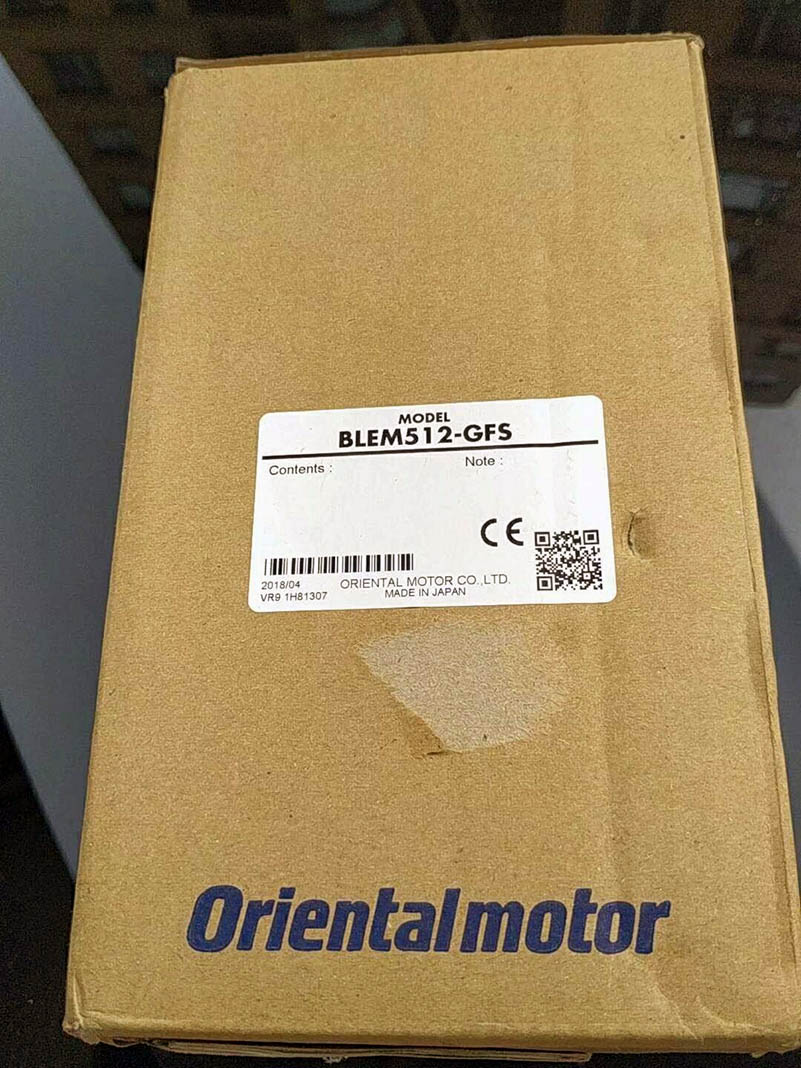 MODEL
BLEM512-GFS
Contents : Note :
CE
2018/04 ORIENTAL MOTOR CO.,LTD.
VR9 1H81307 MADE IN JAPAN
Orientalmotor